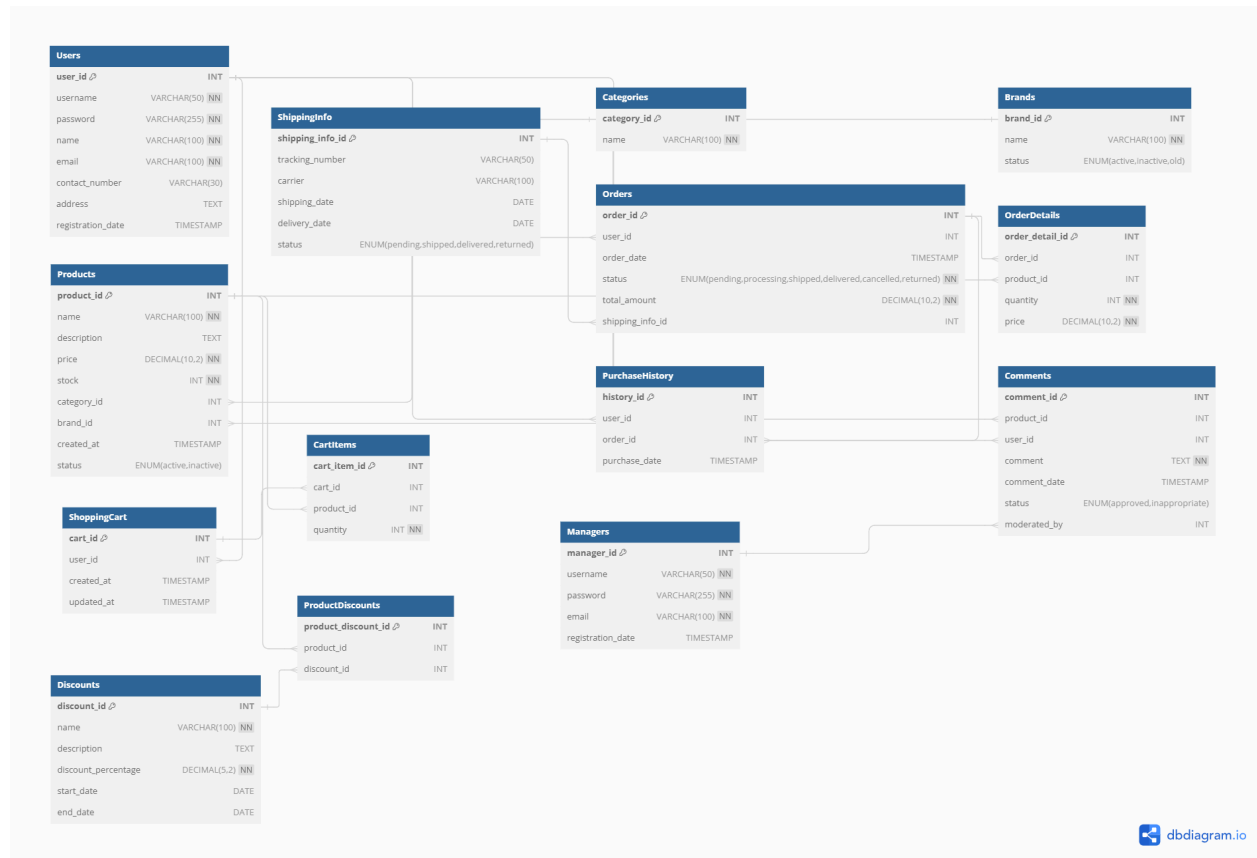 Users
user_id INT
username VARCHAR(50) NN
password VARCHAR(255) NN
name VARCHAR(100) NN
email VARCHAR(100) NN
contact_number VARCHAR(30)
address TEXT
registration_date TIMESTAMP
ShippingInfo
shipping_info_id INT
tracking_number VARCHAR(50)
carrier VARCHAR(100)
shipping_date DATE
delivery_date DATE
status ENUM(pending,shipped,delivered,returned)
Categories
category_id INT
name VARCHAR(100) NN
Brands
brand_id INT
name VARCHAR(100) NN
status ENUM(active,inactive,old)
Orders
order_id INT
user_id INT
order_date TIMESTAMP
status ENUM(pending,processing,shipped,delivered,cancelled,returned) NN
total_amount DECIMAL(10,2) NN
shipping_info_id INT
OrderDetails
order_detail_id INT
order_id INT
product_id INT
quantity INT NN
price DECIMAL(10,2) NN
Products
product_id INT
name VARCHAR(100) NN
description TEXT
price DECIMAL(10,2) NN
stock INT NN
category_id INT
brand_id INT
created_at TIMESTAMP
status ENUM(active,inactive)
PurchaseHistory
history_id INT
user_id INT
order_id INT
purchase_date TIMESTAMP
Comments
comment_id INT
product_id INT
user_id INT
comment TEXT NN
comment_date TIMESTAMP
status ENUM(approved,inappropriate)
moderated_by INT
CartItems
cart_item_id INT
cart_id INT
product_id INT
quantity INT NN
ShoppingCart
cart_id INT
user_id INT
created_at TIMESTAMP
updated_at TIMESTAMP
Managers
manager_id INT
username VARCHAR(50) NN
password VARCHAR(255) NN
email VARCHAR(100) NN
registration_date TIMESTAMP
ProductDiscounts
product_discount_id INT
product_id INT
discount_id INT
Discounts
discount_id INT
name VARCHAR(100) NN
description TEXT
discount_percentage DECIMAL(5,2) NN
start_date DATE
end_date DATE
dbdiagram.io